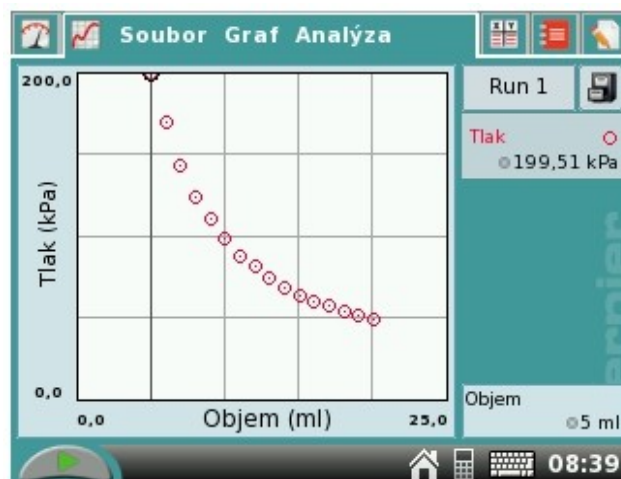 Soubor Graf Analýza
200,0
Tlak (kPa)
0,0
0,0
Objem (ml)
25,0
Run 1
Tlak
199,51 kPa
Objem
5 ml
08:39